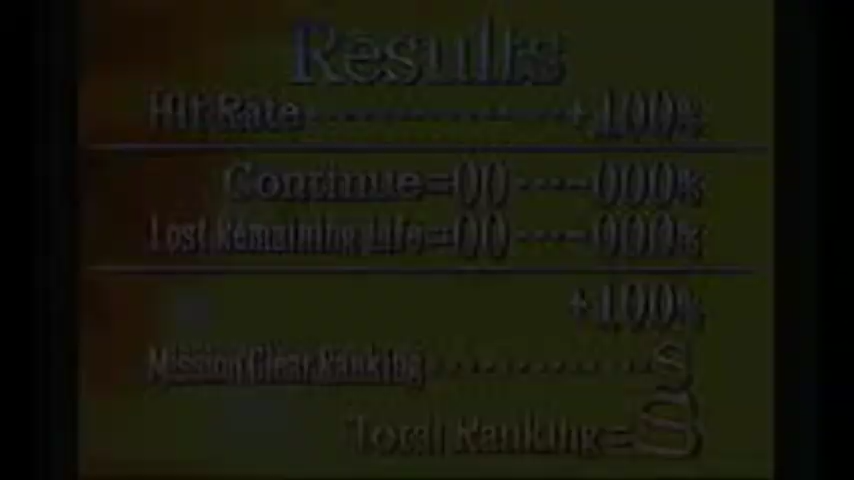 Results
Hit Rate ················ +100%
Continue=00 ·····-000%
Lost Remaining Life=00 ·····-000%
+100%
Mission Clear Ranking ·············· S
Total Ranking=S